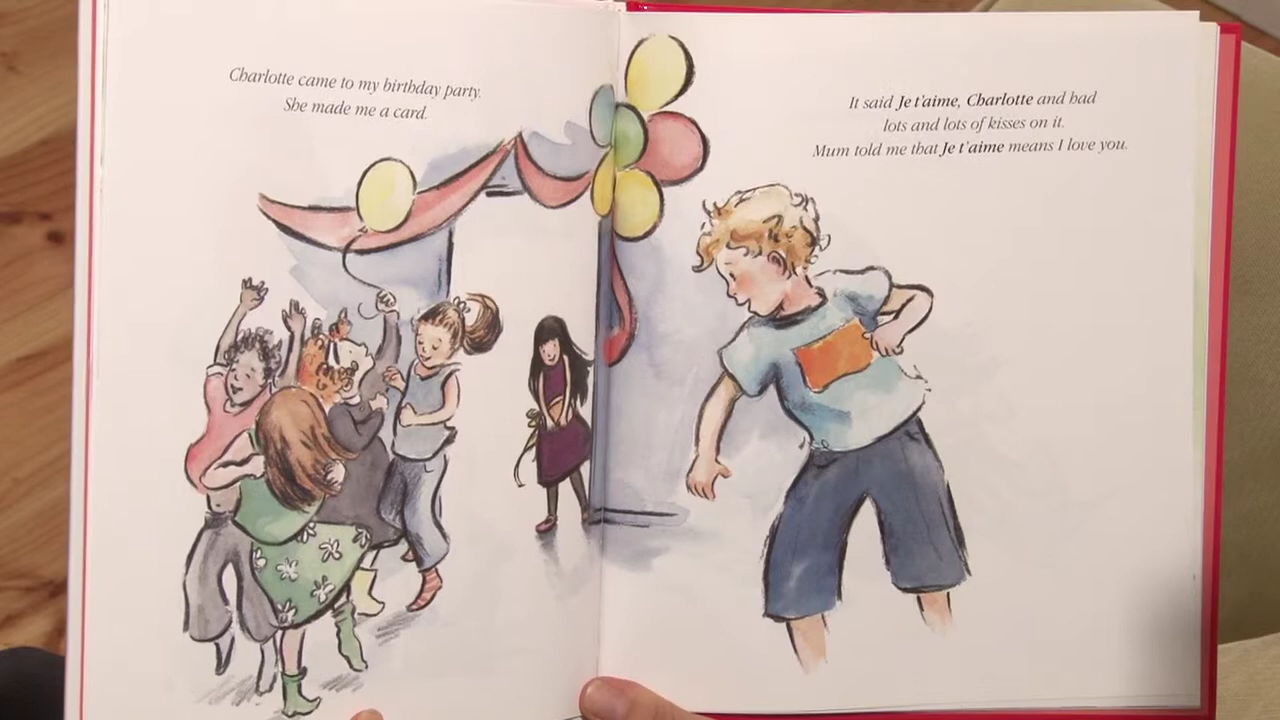 Charlotte came to my birthday party.
She made me a card.
It said Je t'aime, Charlotte and had
lots and lots of kisses on it.
Mum told me that Je t'aime means I love you.